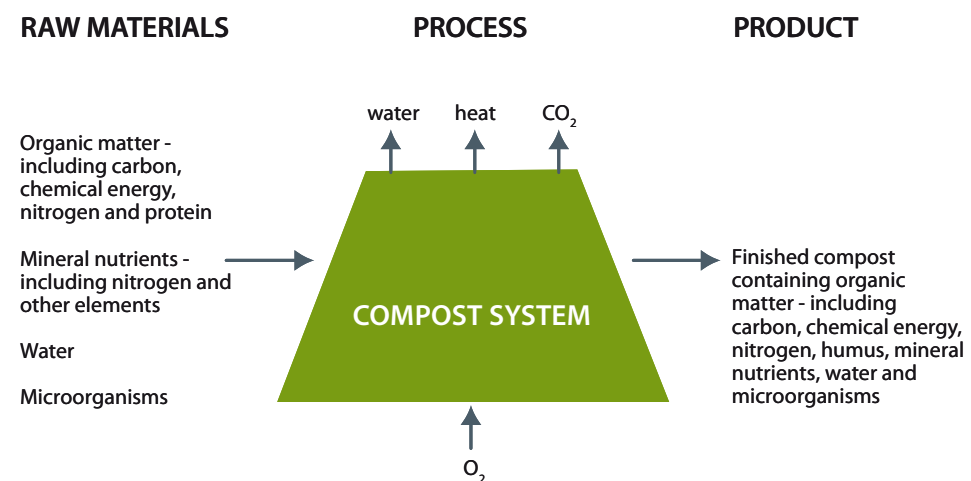 RAW MATERIALS
PROCESS
PRODUCT
water
heat
CO₂
Organic matter -
including carbon,
chemical energy,
nitrogen and protein
Mineral nutrients -
including nitrogen and
other elements
Water
Microorganisms
COMPOST SYSTEM
O₂
Finished compost
containing organic
matter - including
carbon, chemical energy,
nitrogen, humus, mineral
nutrients, water and
microorganisms